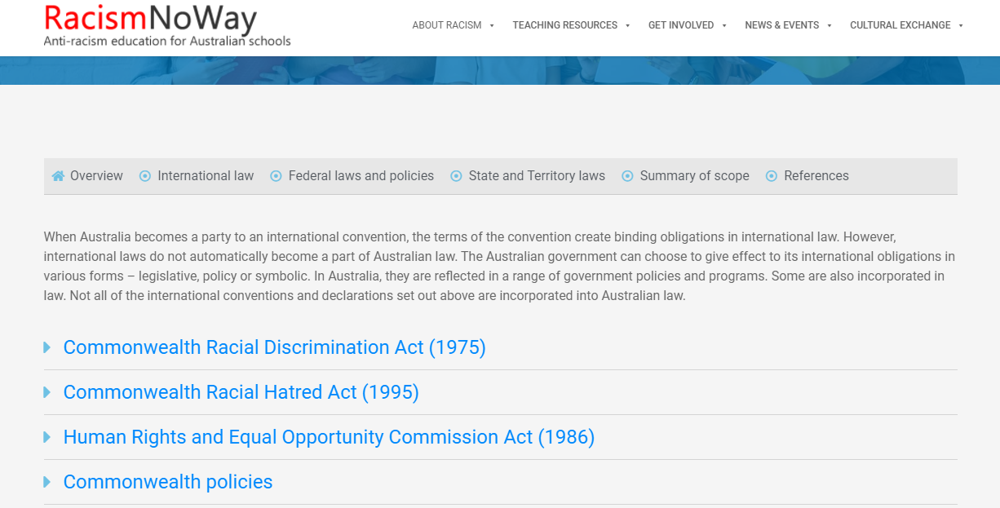 RacismNoWay
Anti-racism education for Australian schools
ABOUT RACISM
TEACHING RESOURCES
GET INVOLVED
NEWS & EVENTS
CULTURAL EXCHANGE
Overview
International law
Federal laws and policies
State and Territory laws
Summary of scope
References
When Australia becomes a party to an international convention, the terms of the convention create binding obligations in international law. However,
international laws do not automatically become a part of Australian law. The Australian government can choose to give effect to its international obligations in
various forms – legislative, policy or symbolic. In Australia, they are reflected in a range of government policies and programs. Some are also incorporated in
law. Not all of the international conventions and declarations set out above are incorporated into Australian law.
Commonwealth Racial Discrimination Act (1975)
Commonwealth Racial Hatred Act (1995)
Human Rights and Equal Opportunity Commission Act (1986)
Commonwealth policies